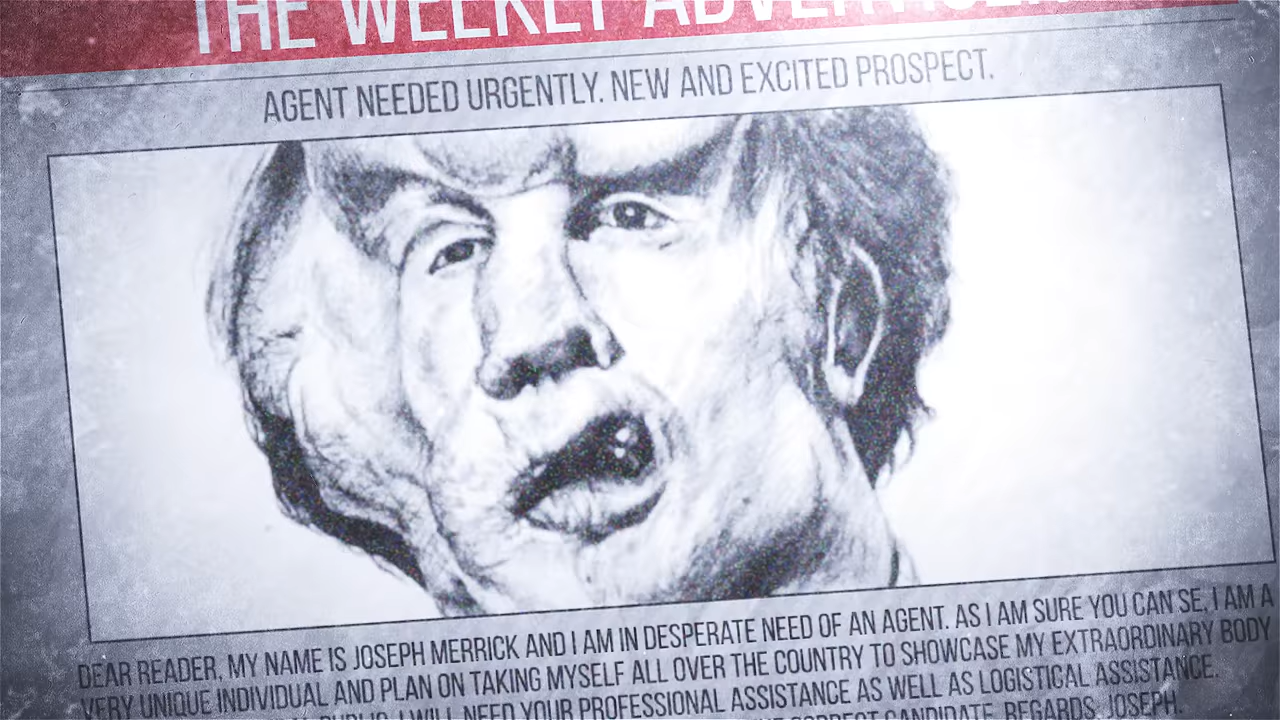 THE WEEKLY ADVERTISER
AGENT NEEDED URGENTLY. NEW AND EXCITED PROSPECT.
DEAR READER, MY NAME IS JOSEPH MERRICK AND I AM IN DESPERATE NEED OF AN AGENT. AS I AM SURE YOU CAN SE, I AM A
VERY UNIQUE INDIVIDUAL AND PLAN ON TAKING MYSELF ALL OVER THE COUNTRY TO SHOWCASE MY EXTRAORDINARY BODY
PUBLIC. I WILL NEED YOUR PROFESSIONAL ASSISTANCE AS WELL AS LOGISTICAL ASSISTANCE.
CORRECT CANDIDATE. REGARDS, JOSEPH.